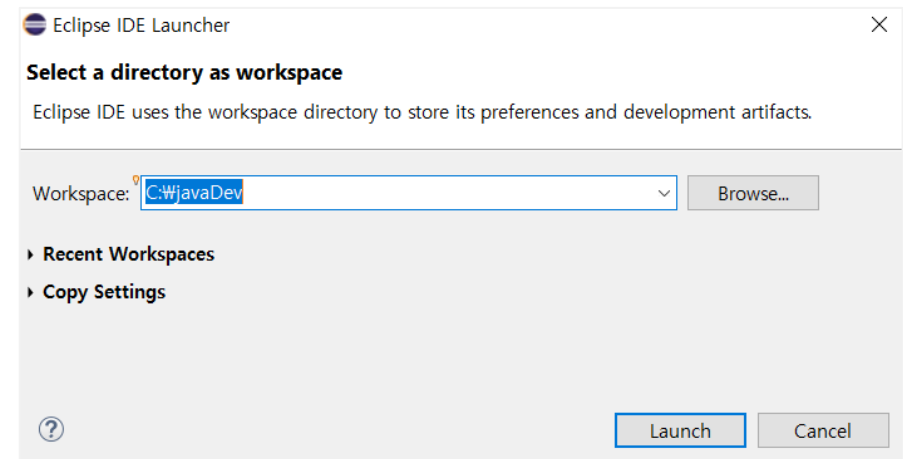 Eclipse IDE Launcher
Select a directory as workspace
Eclipse IDE uses the workspace directory to store its preferences and development artifacts.
Workspace: C:₩javaDev Browse...
Recent Workspaces
Copy Settings
? Launch Cancel